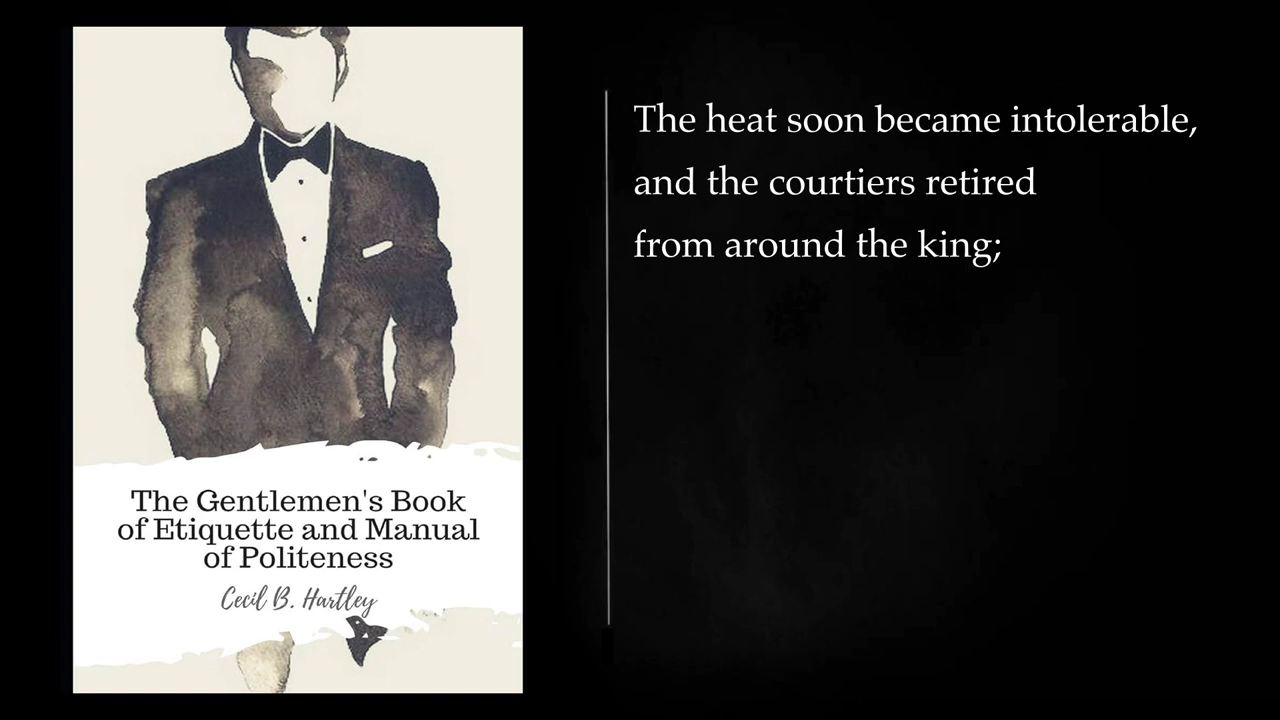 The Gentlemen's Book
of Etiquette and Manual
of Politeness
Cecil B. Hartley
The heat soon became intolerable,
and the courtiers retired
from around the king;